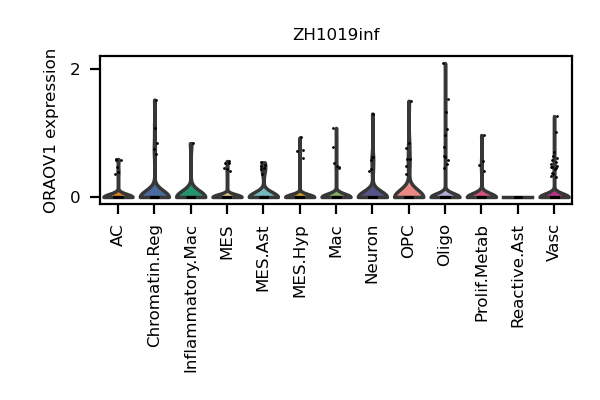 ZH1019inf
ORAOV1 expression
2
0
AC
Chromatin.Reg
Inflammatory.Mac
MES
MES.Ast
MES.Hyp
Mac
Neuron
OPC
Oligo
Prolif.Metab
Reactive.Ast
Vasc